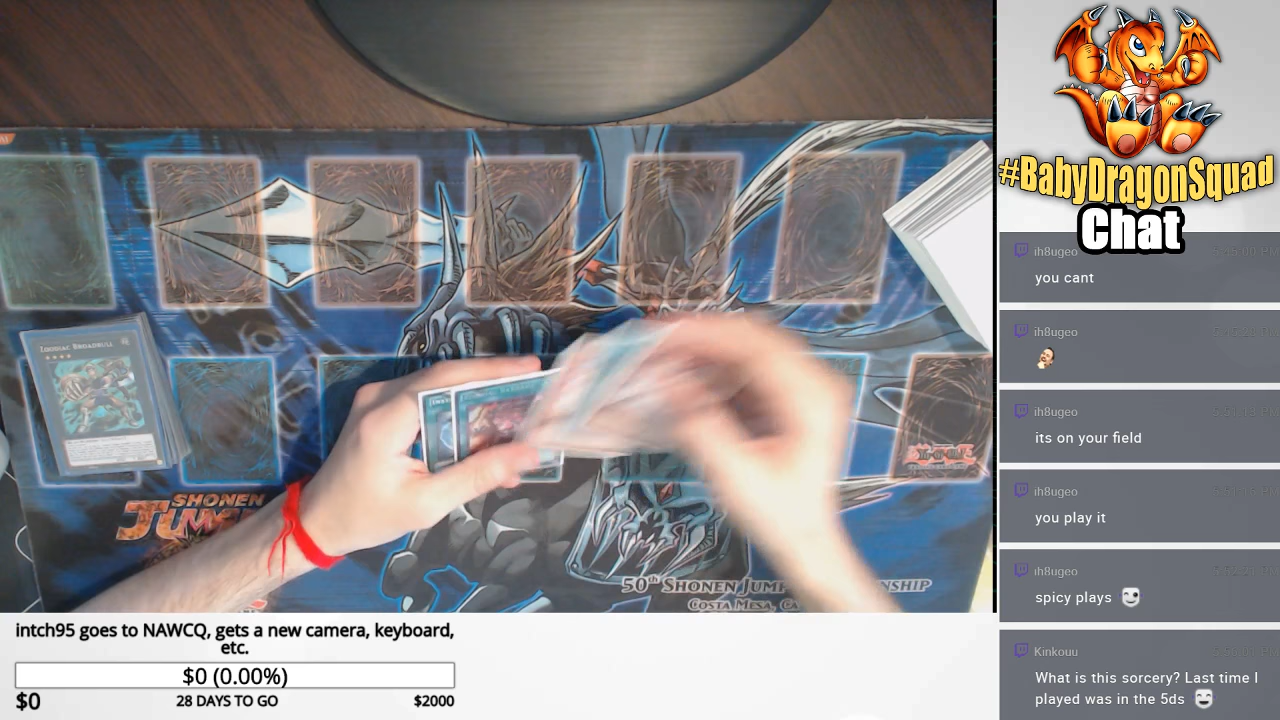 #BabyDragonSquad
Chat
ih8ugeo
you cant
ih8ugeo
ih8ugeo
its on your field
ih8ugeo
you play it
ih8ugeo
spicy plays
Kinkouu
What is this sorcery? Last time I
played was in the 5ds
Zoodiac Broadbull
SHONEN
JUMP
50th SHONEN JUMP
COSTA MESA, CA
intch95 goes to NAWCQ, gets a new camera, keyboard,
etc.
$0 (0.00%)
$0 28 DAYS TO GO $2000